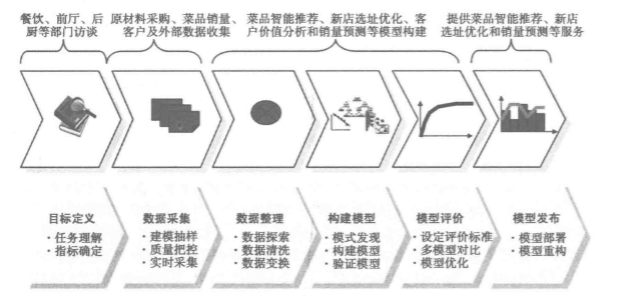 餐饮、前厅、后
厨等部门访谈
原材料采购、菜品销量、
客户及外部数据收集
菜品智能推荐、新店选址优化、客
户价值分析和销量预测等模型构建
提供菜品智能推荐、新店
选址优化和销量预测等服务
目标定义
·任务理解
·指标确定
数据采集
·建模抽样
·质量把控
·实时采集
数据整理
·数据探索
·数据清洗
·数据变换
构建模型
·模式发现
·构建模型
·验证模型
模型评价
·设定评价标准
·多模型对比
·模型优化
模型发布
·模型部署
·模型重构